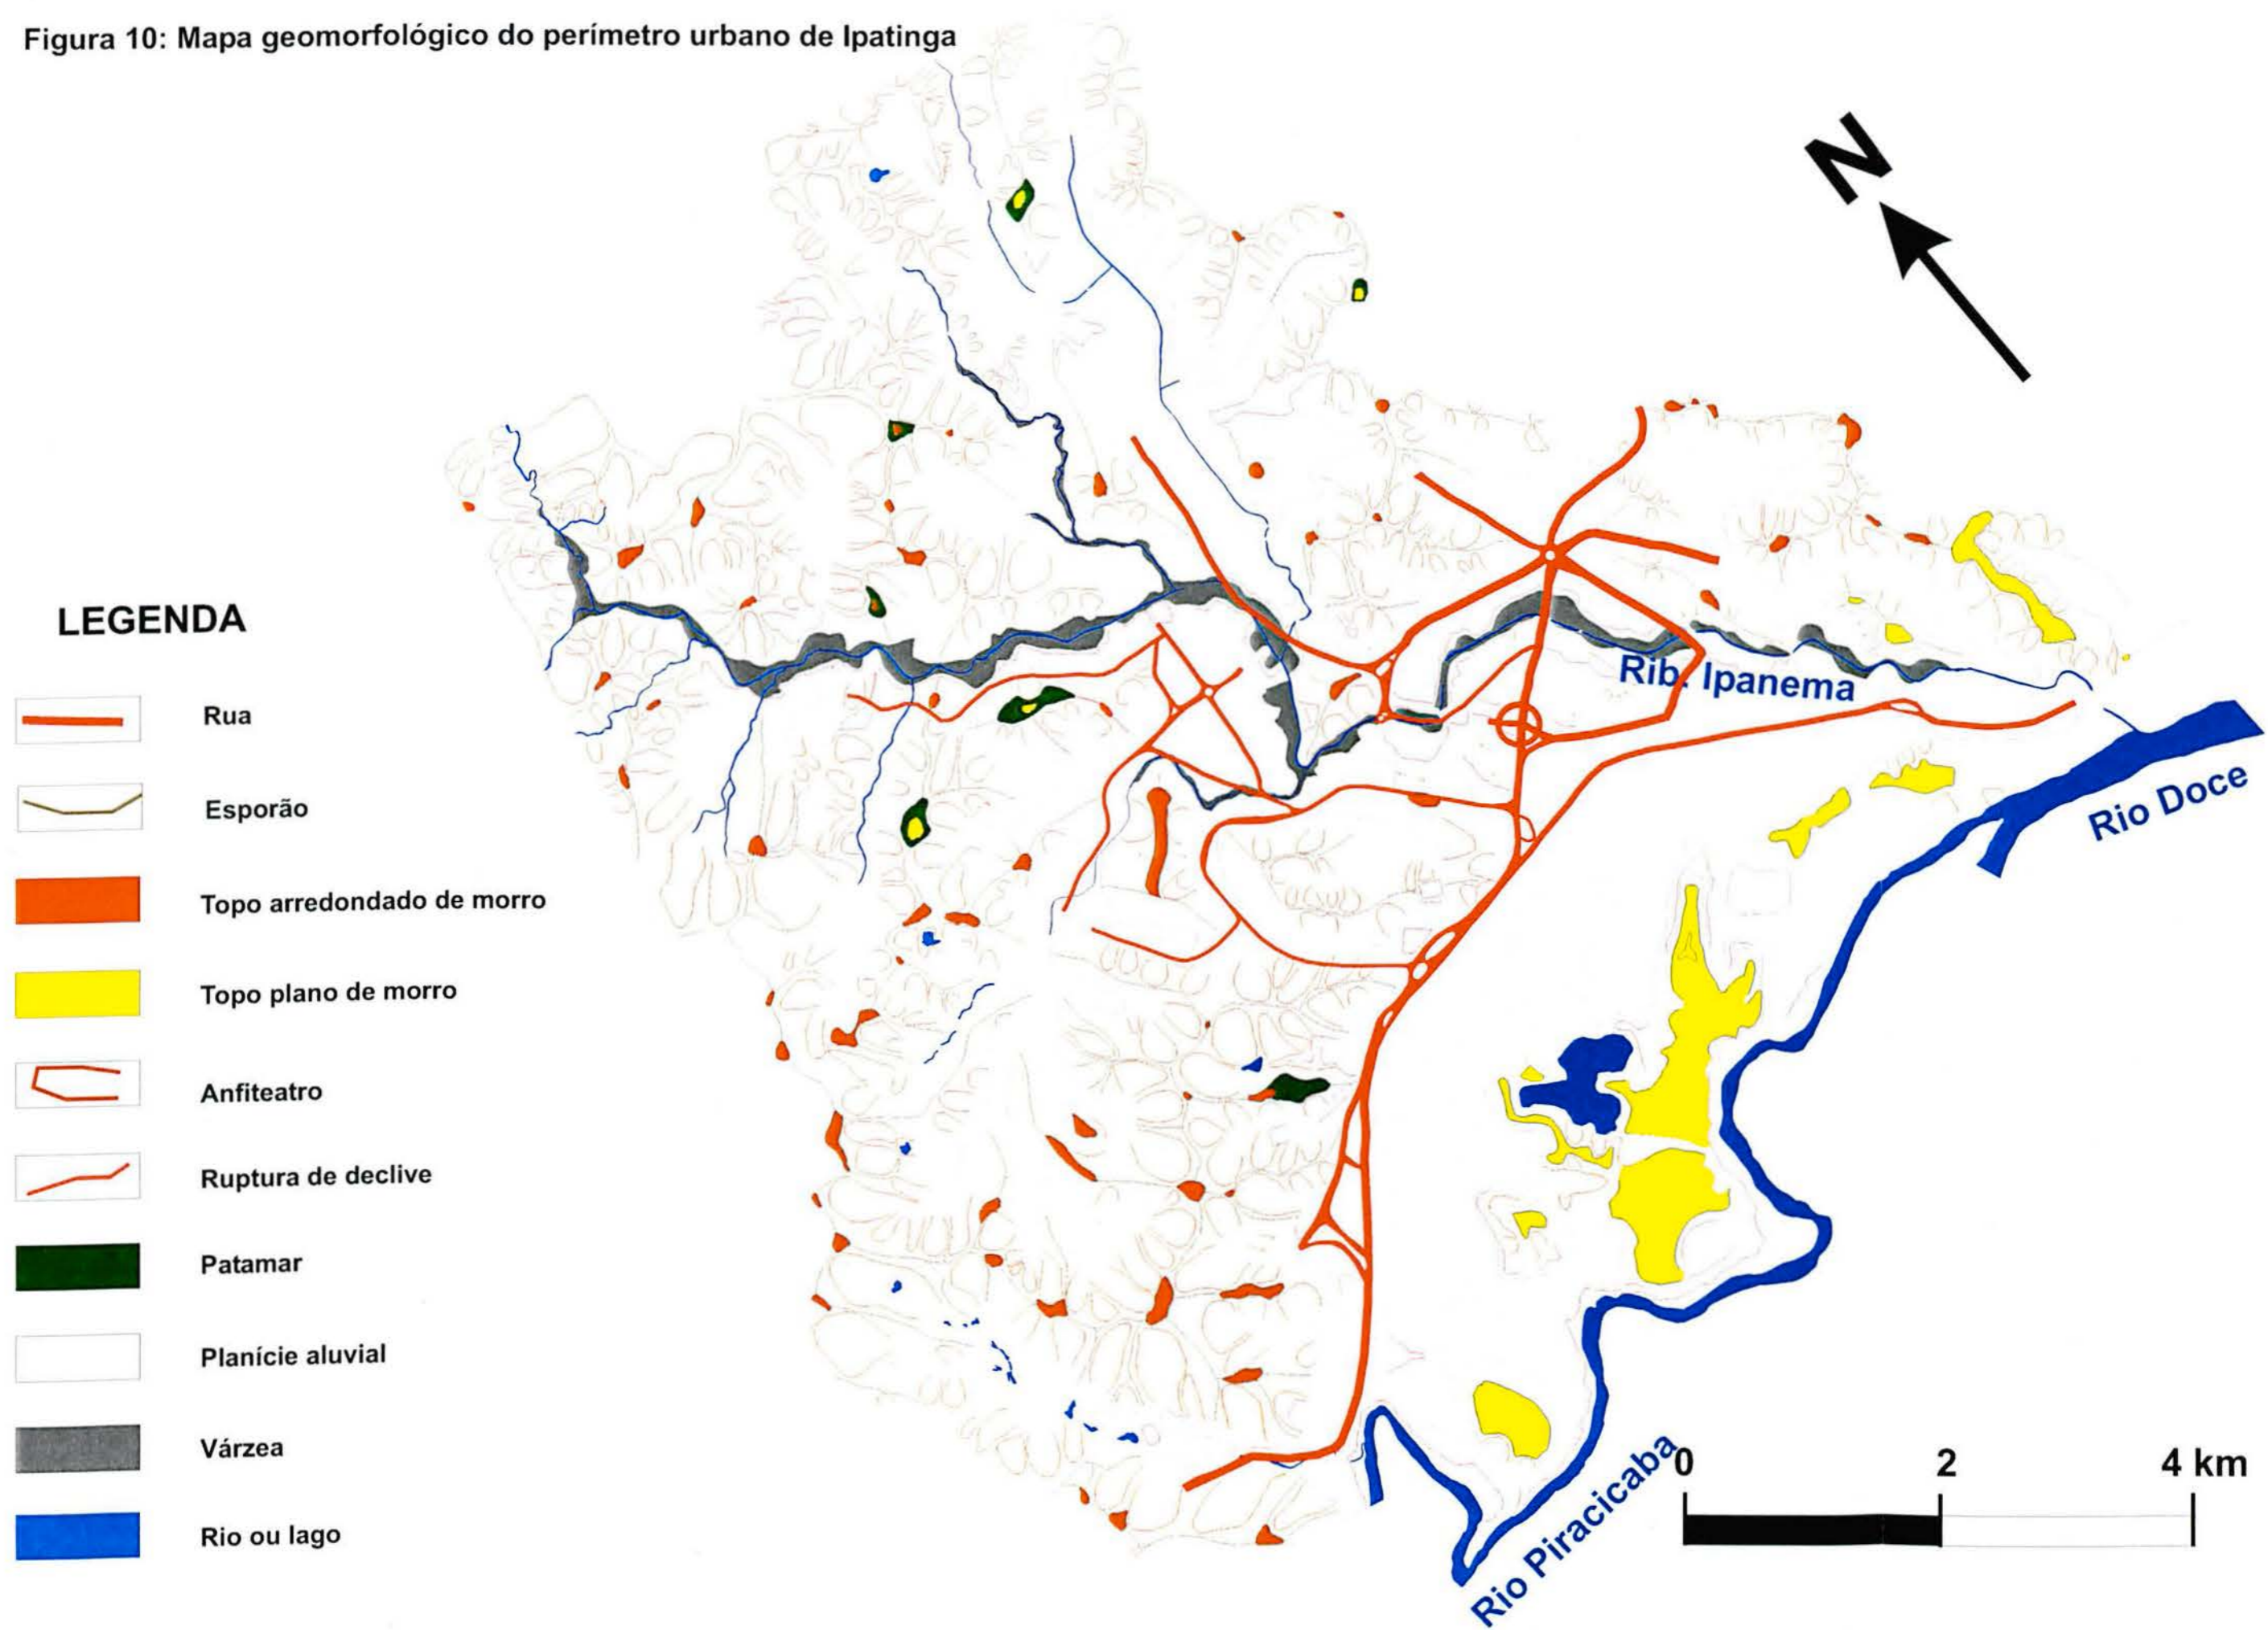 Figura 10: Mapa geomorfológico do perímetro urbano de Ipatinga
N
LEGENDA
Rua
Esporão
Topo arredondado de morro
Topo plano de morro
Anfiteatro
Ruptura de declive
Patamar
Planície aluvial
Várzea
Rio ou lago
Rib. Ipanema
Rio Doce
Rio Piracicaba
0 2 4 km